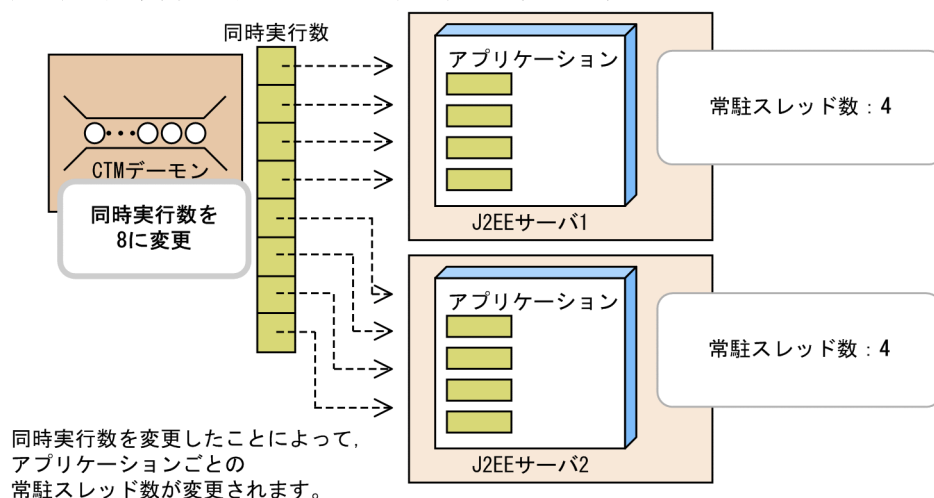 同時実行数
アプリケーション
常駐スレッド数：4
CTMデーモン
同時実行数を
8に変更
J2EEサーバ1
アプリケーション
常駐スレッド数：4
J2EEサーバ2
同時実行数を変更したことによって，
アプリケーションごとの
常駐スレッド数が変更されます。